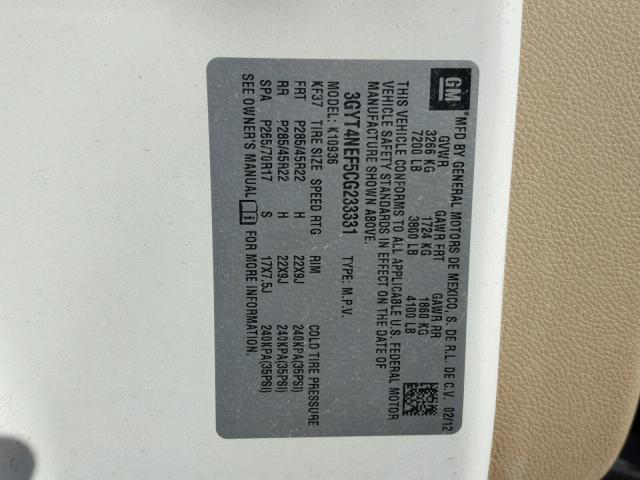 GM
MFD BY GENERAL MOTORS DE MEXICO, S. DE R.L. DE C.V. 02/12
GVWR GAWR FRT GAWR RR
3266 KG 1724 KG 1860 KG
7200 LB 3800 LB 4100 LB
THIS VEHICLE CONFORMS TO ALL APPLICABLE U.S. FEDERAL MOTOR
VEHICLE SAFETY STANDARDS IN EFFECT ON THE DATE OF
MANUFACTURE SHOWN ABOVE.
3GYT4NEF5CG233331 TYPE: M.P.V.
MODEL: K10936
KF37 TIRE SIZE SPEED RTG RIM COLD TIRE PRESSURE
FRT P285/45R22 H 22X9J 240KPA(35PSI)
RR P285/45R22 H 22X9J 240KPA(35PSI)
SPA P265/70R17 S 17X7.5J 240KPA(35PSI)
SEE OWNER'S MANUAL FOR MORE INFORMATION.